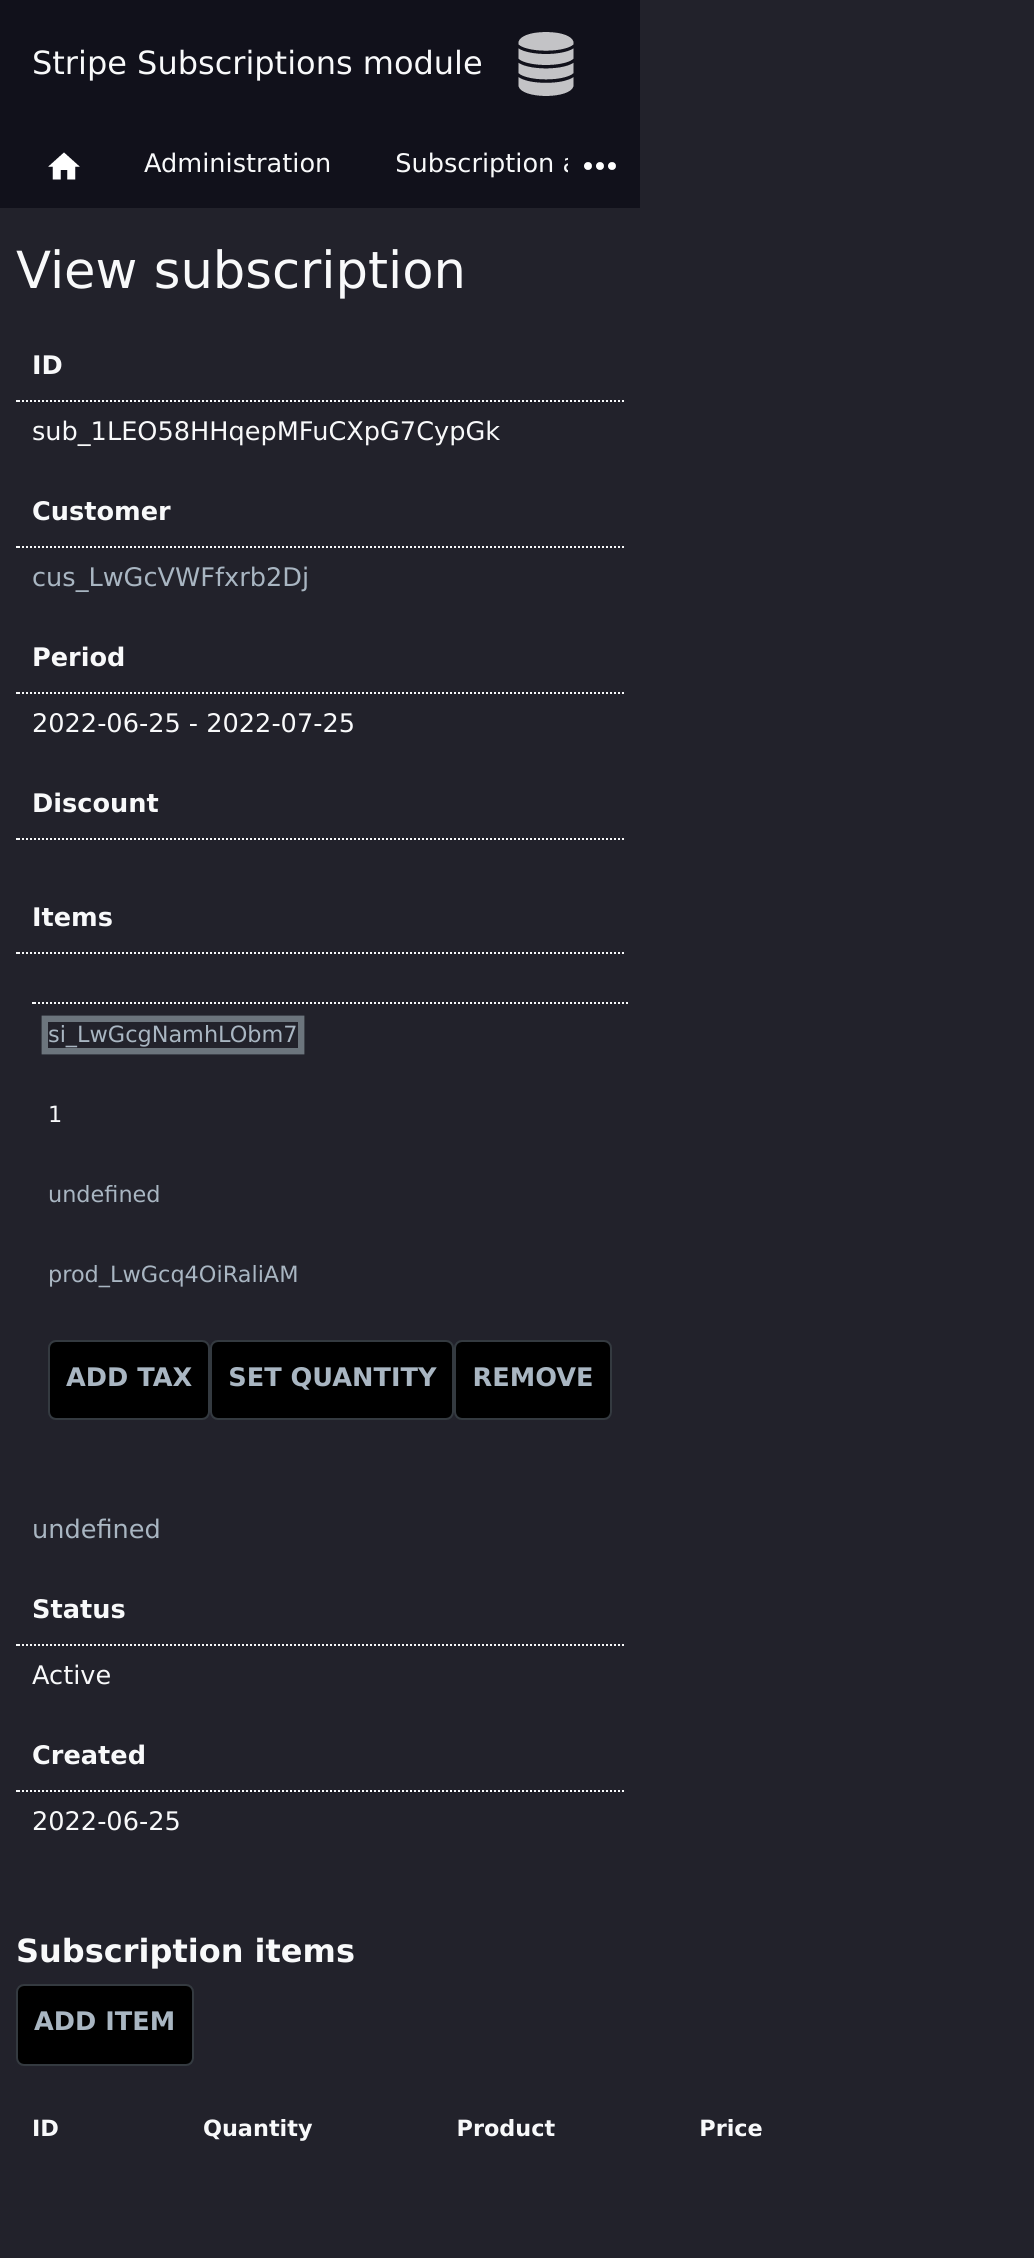 Stripe Subscriptions module
Administration Subscription
View subscription
ID
sub_1LEO58HHqepMFuCXpG7CypGk
Customer
cus_LwGcVWFfxrb2Dj
Period
2022-06-25 - 2022-07-25
Discount
Items
si_LwGcgNamhLObm7
1
undefined
prod_LwGcq4OiRaliAM
ADD TAX SET QUANTITY REMOVE
undefined
Status
Active
Created
2022-06-25
Subscription items
ADD ITEM
ID Quantity Product Price